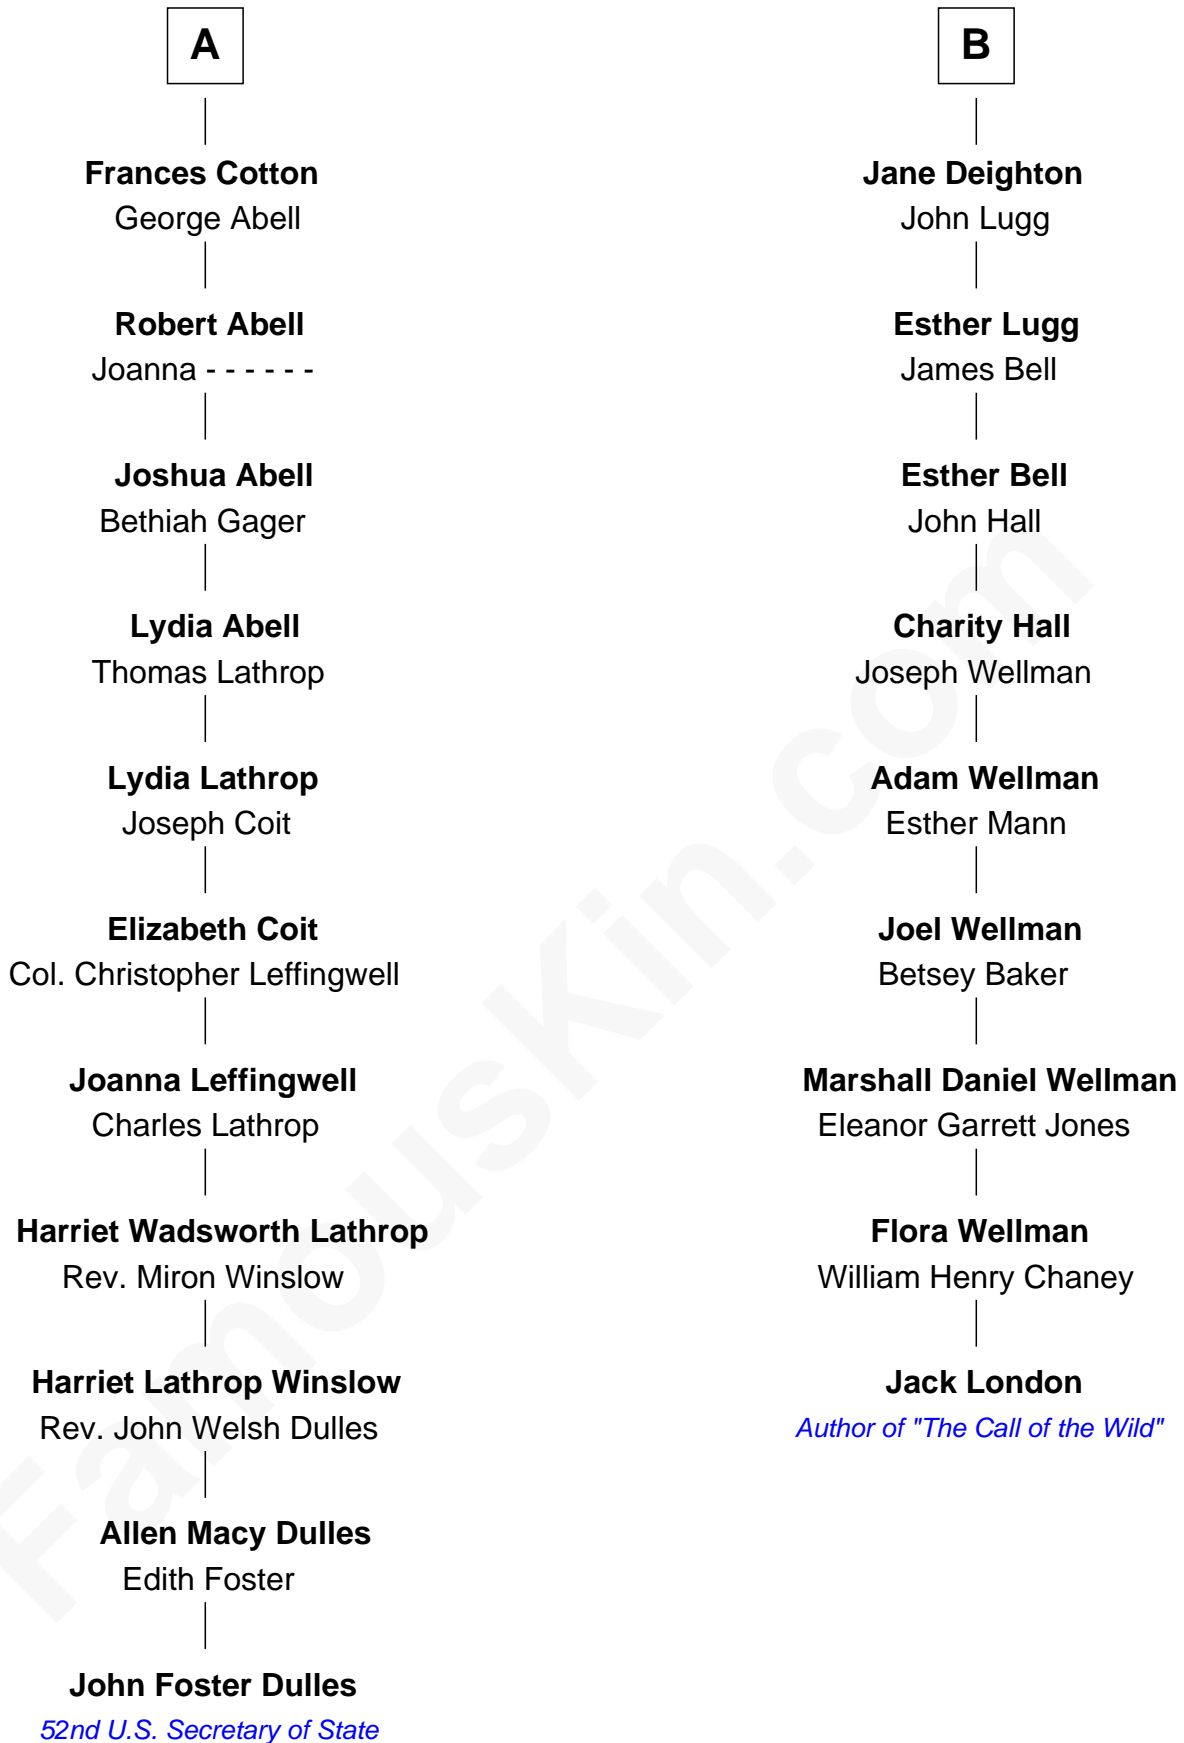 A
Frances Cotton
George Abell
Robert Abell
Joanna - - - - - -
Joshua Abell
Bethiah Gager
Lydia Abell
Thomas Lathrop
Lydia Lathrop
Joseph Coit
Elizabeth Coit
Col. Christopher Leffingwell
Joanna Leffingwell
Charles Lathrop
Harriet Wadsworth Lathrop
Rev. Miron Winslow
Harriet Lathrop Winslow
Rev. John Welsh Dulles
Allen Macy Dulles
Edith Foster
John Foster Dulles
52nd U.S. Secretary of State
B
Jane Deighton
John Lugg
Esther Lugg
James Bell
Esther Bell
John Hall
Charity Hall
Joseph Wellman
Adam Wellman
Esther Mann
Joel Wellman
Betsey Baker
Marshall Daniel Wellman
Eleanor Garrett Jones
Flora Wellman
William Henry Chaney
Jack London
Author of "The Call of the Wild"
FamousKin.com